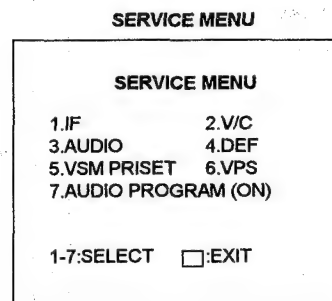 SERVICE MENU
SERVICE MENU
1.IF 2.V/C
3.AUDIO 4.DEF
5.VSM PRISET 6.VPS
7.AUDIO PROGRAM (ON)
1-7:SELECT □:EXIT